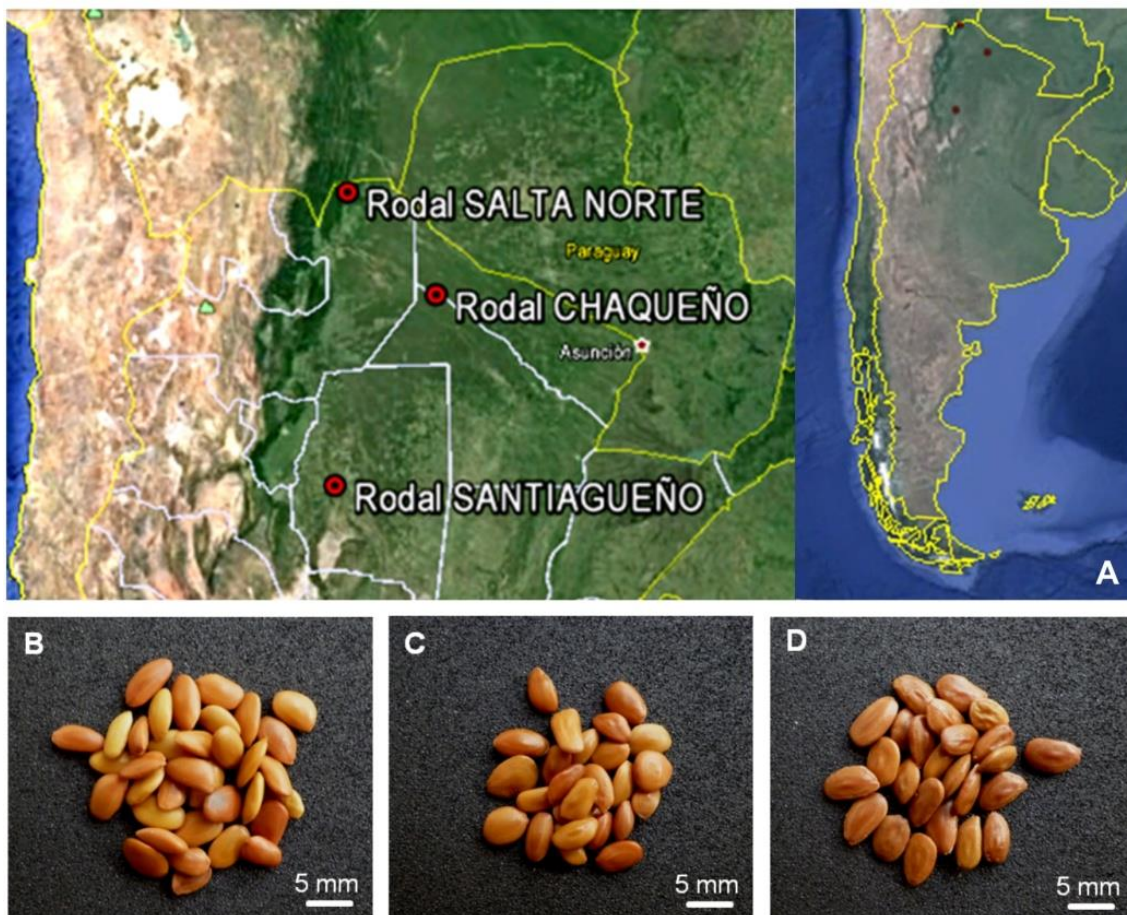 Rodal SALTA NORTE
Paraguay
Rodal CHAQUEÑO
Asunción
Rodal SANTIAGUEÑO
A
B
C
D
5 mm
5 mm
5 mm